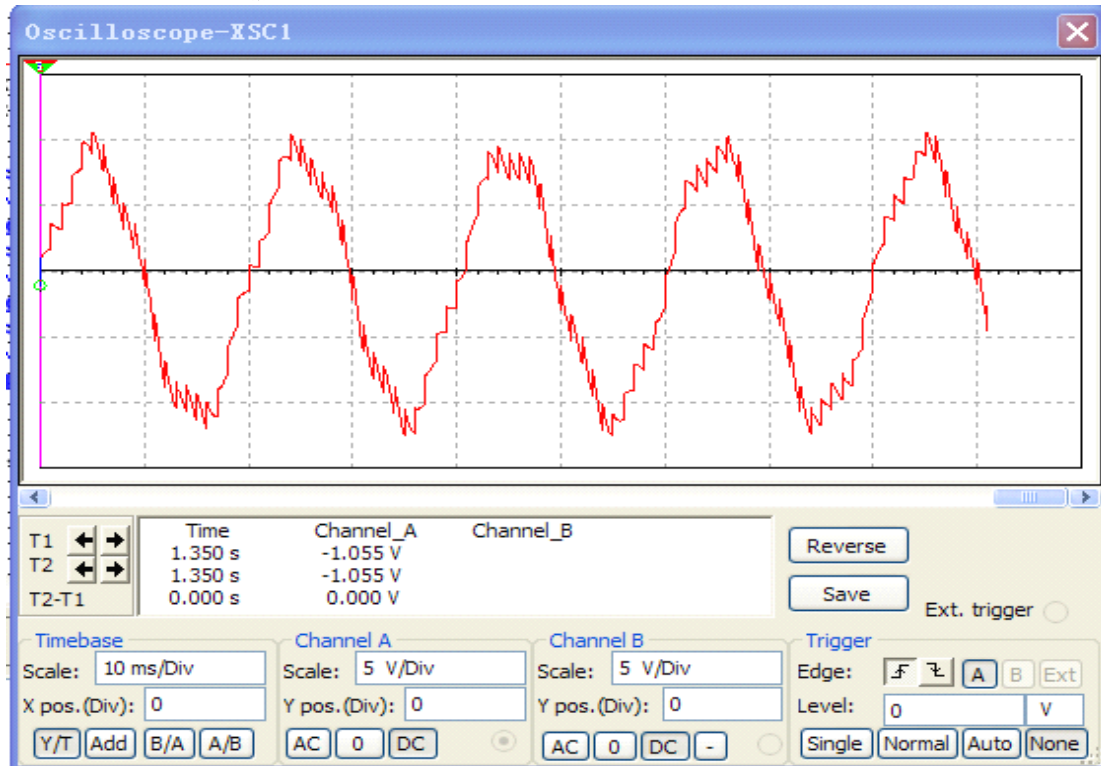 Oscilloscope-XSC1
Time Channel_A Channel_B
T1 1.350 s -1.055 V
T2 1.350 s -1.055 V
T2-T1 0.000 s 0.000 V
Reverse
Save
Ext. trigger
Timebase
Scale: 10 ms/Div
X pos.(Div): 0
Y/T Add B/A A/B
Channel A
Scale: 5 V/Div
Y pos.(Div): 0
AC 0 DC
Channel B
Scale: 5 V/Div
Y pos.(Div): 0
AC 0 DC -
Trigger
Edge: A B Ext
Level: 0 V
Single Normal Auto None